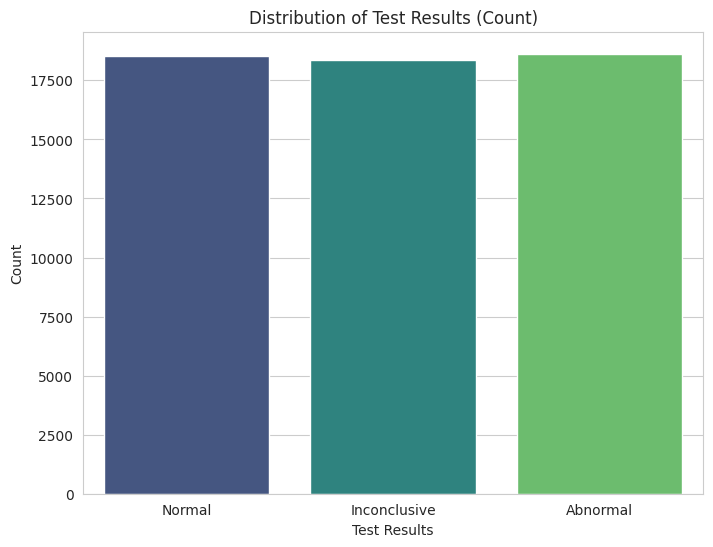 Distribution of Test Results (Count)
17500
15000
12500
10000
7500
5000
2500
0
Count
Normal
Inconclusive
Abnormal
Test Results